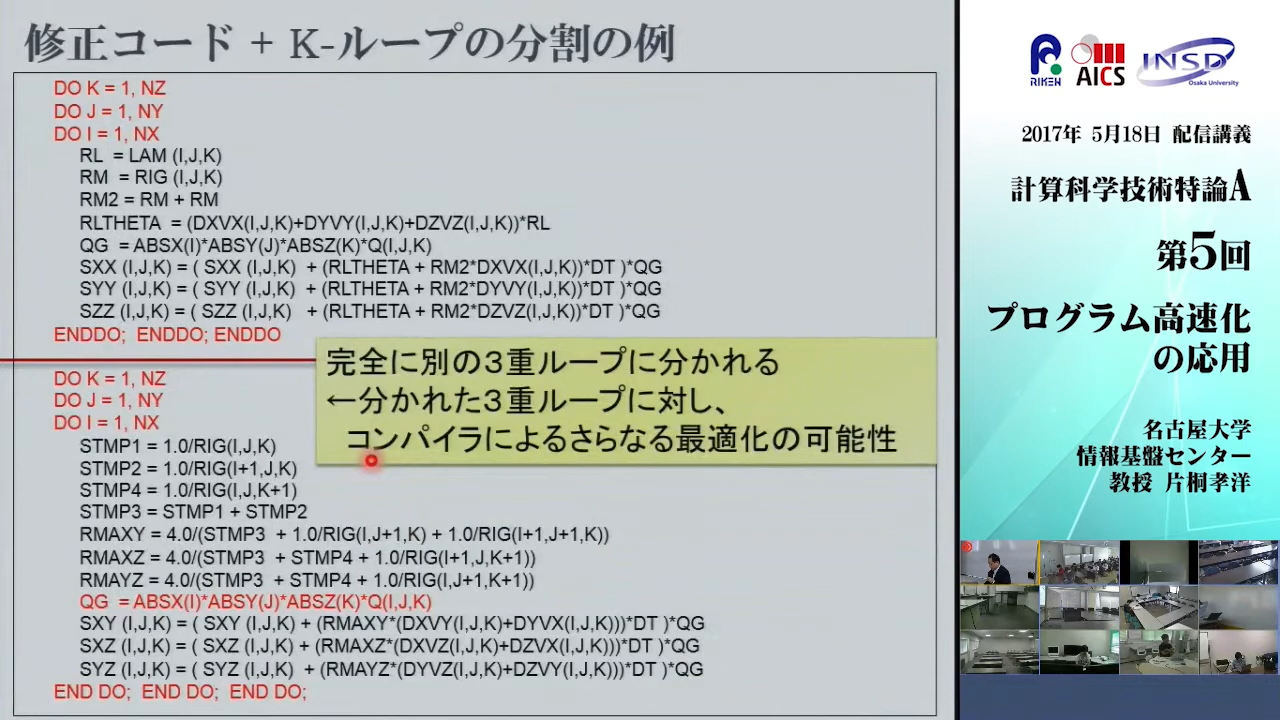 修正コード + K-ループの分割の例
DO K = 1, NZ
DO J = 1, NY
DO I = 1, NX
RL = LAM (I,J,K)
RM = RIG (I,J,K)
RM2 = RM + RM
RLTHETA = (DXVX(I,J,K)+DYVY(I,J,K)+DZVZ(I,J,K))*RL
QG = ABSX(I)*ABSY(J)*ABSZ(K)*Q(I,J,K)
SXX (I,J,K) = ( SXX (I,J,K) + (RLTHETA + RM2*DXVX(I,J,K))*DT )*QG
SYY (I,J,K) = ( SYY (I,J,K) + (RLTHETA + RM2*DYVY(I,J,K))*DT )*QG
SZZ (I,J,K) = ( SZZ (I,J,K) + (RLTHETA + RM2*DZVZ(I,J,K))*DT )*QG
ENDDO; ENDDO; ENDDO
完全に別の3重ループに分かれる
←分かれた3重ループに対し、
コンパイラによるさらなる最適化の可能性
DO K = 1, NZ
DO J = 1, NY
DO I = 1, NX
STMP1 = 1.0/RIG(I,J,K)
STMP2 = 1.0/RIG(I+1,J,K)
STMP4 = 1.0/RIG(I,J,K+1)
STMP3 = STMP1 + STMP2
RMAXY = 4.0/(STMP3 + 1.0/RIG(I,J+1,K) + 1.0/RIG(I+1,J+1,K))
RMAXZ = 4.0/(STMP3 + STMP4 + 1.0/RIG(I+1,J,K+1))
RMAYZ = 4.0/(STMP3 + STMP4 + 1.0/RIG(I,J+1,K+1))
QG = ABSX(I)*ABSY(J)*ABSZ(K)*Q(I,J,K)
SXY (I,J,K) = ( SXY (I,J,K) + (RMAXY*(DXVY(I,J,K)+DYVX(I,J,K)))*DT )*QG
SXZ (I,J,K) = ( SXZ (I,J,K) + (RMAXZ*(DXVZ(I,J,K)+DZVX(I,J,K)))*DT )*QG
SYZ (I,J,K) = ( SYZ (I,J,K) + (RMAYZ*(DYVZ(I,J,K)+DZVY(I,J,K)))*DT )*QG
END DO; END DO; END DO;
RIKEN
AICS
INSD
Osaka University
2017年 5月18日 配信講義
計算科学技術特論A
第5回
プログラム高速化
の応用
名古屋大学
情報基盤センター
教授 片桐孝洋